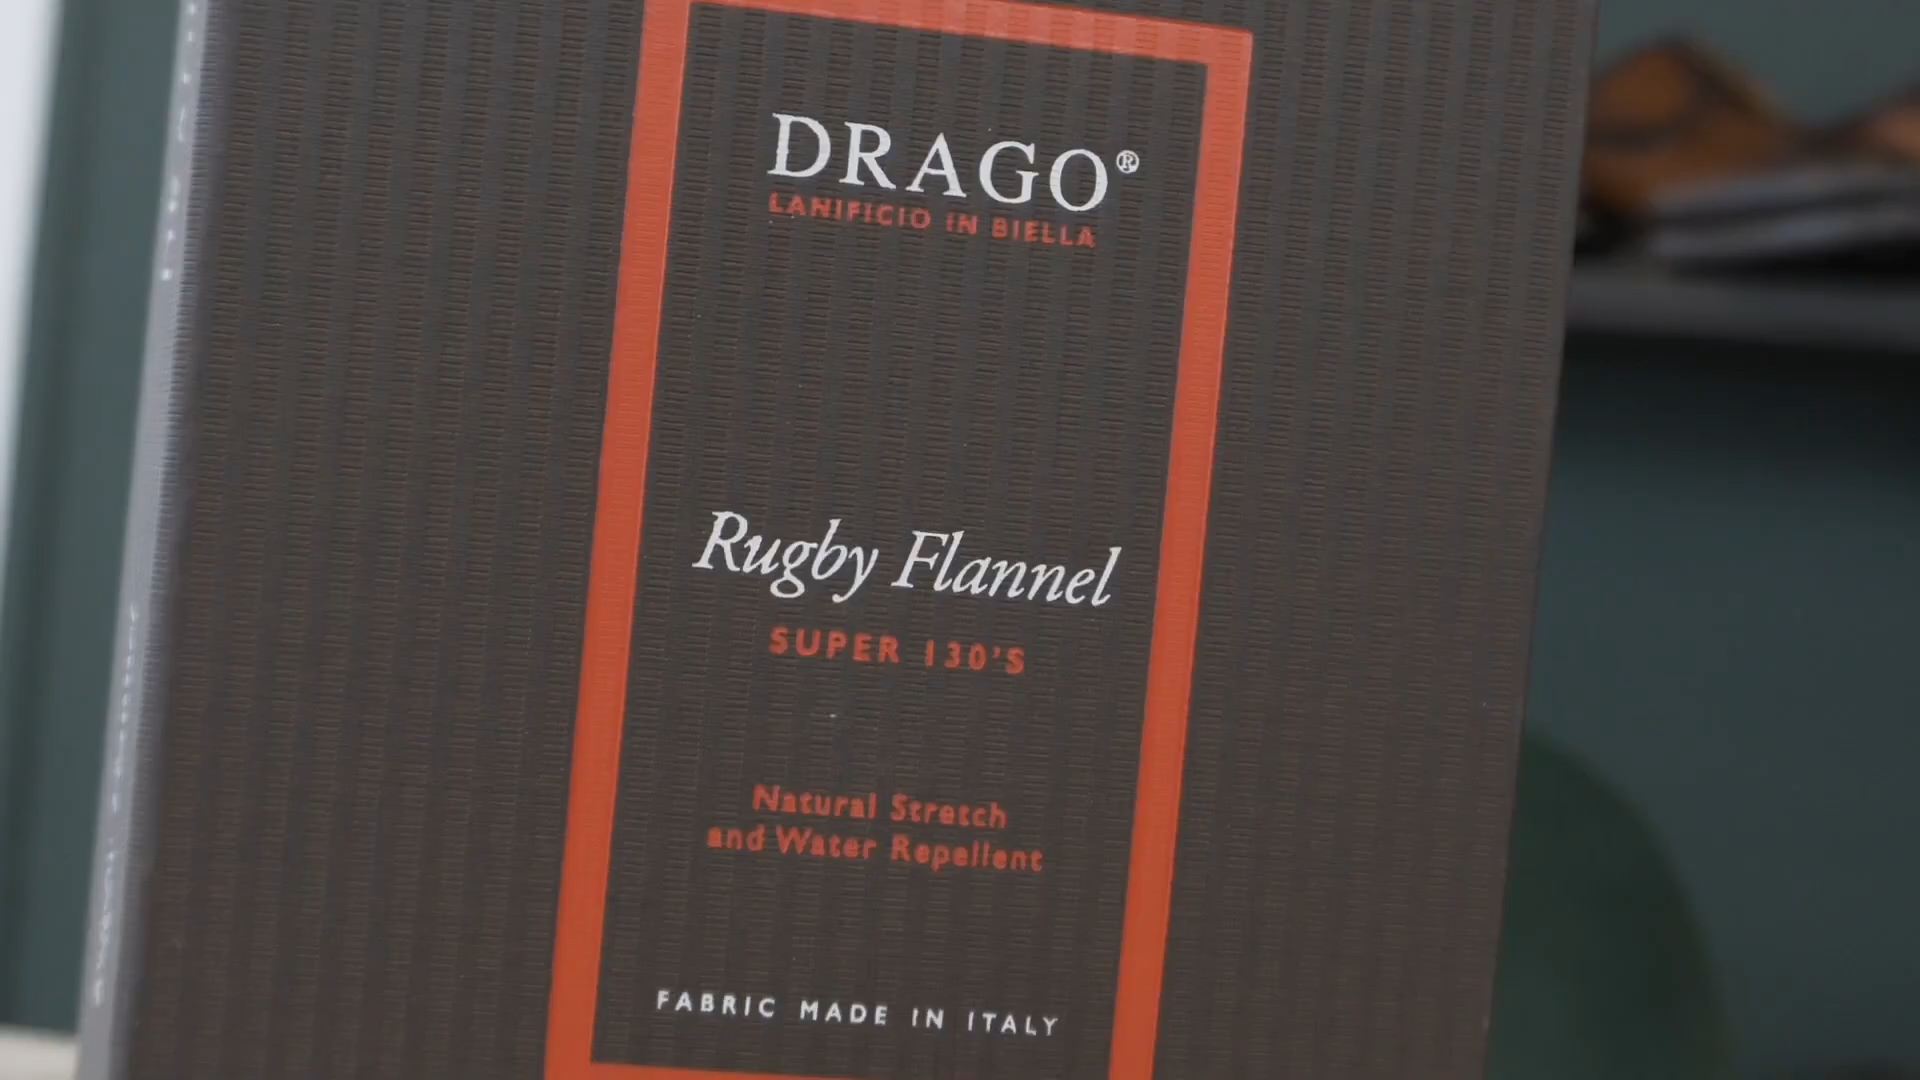 DRAGO®
LANIFICIO IN BIELLA
Rugby Flannel
SUPER 130'S
Natural Stretch
and Water Repellent
FABRIC MADE IN ITALY